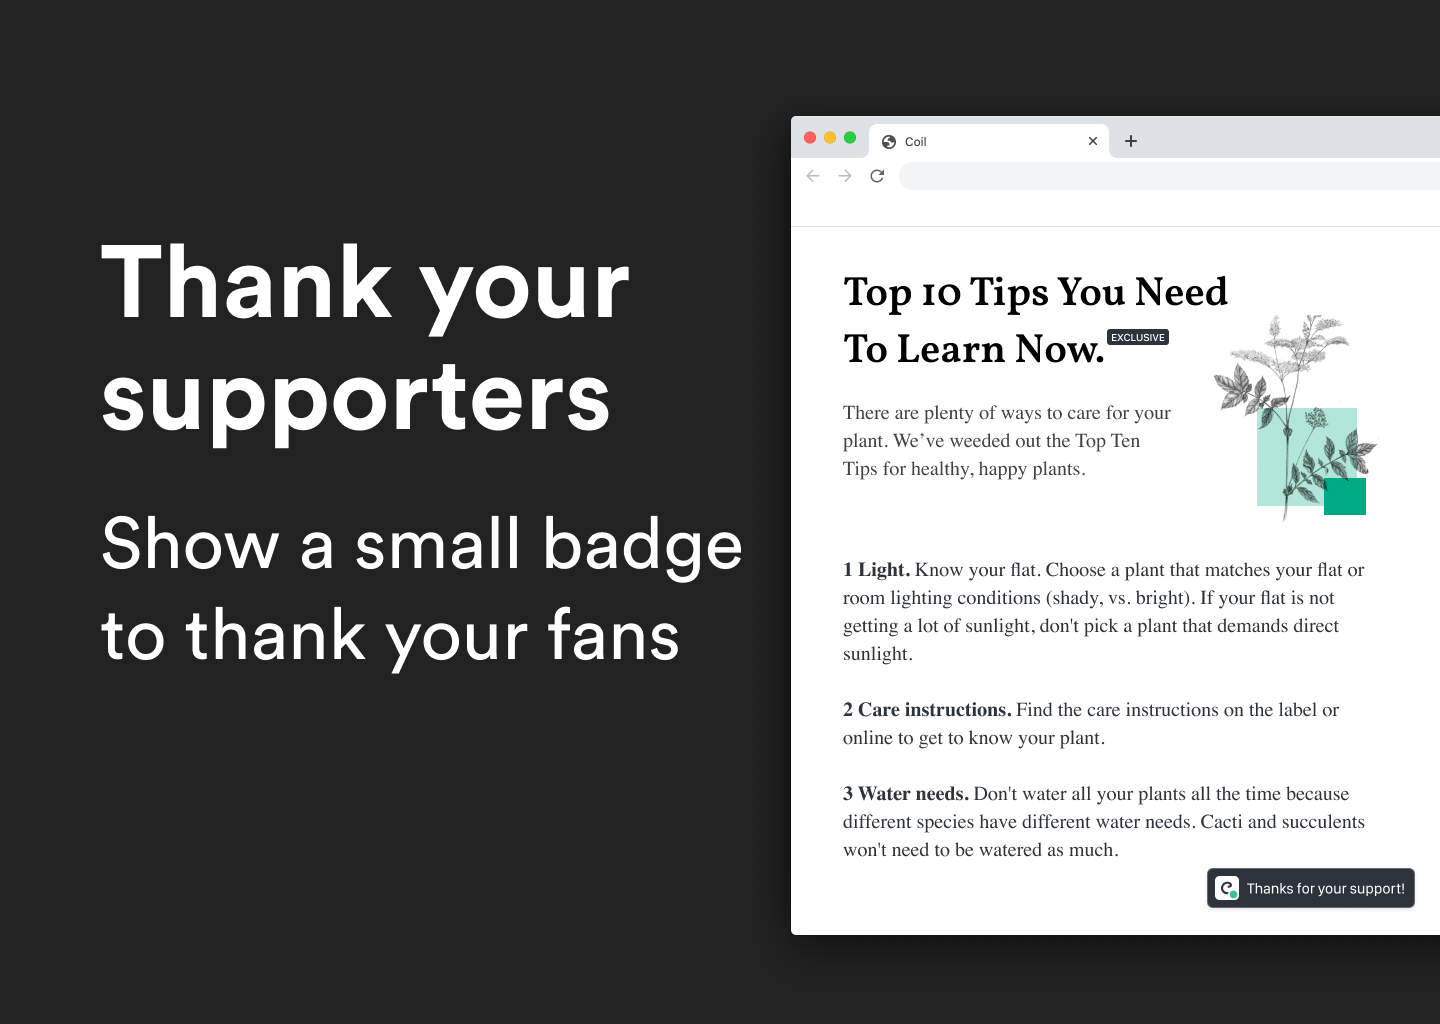 Thank your
supporters
Show a small badge
to thank your fans
Coil
Top 10 Tips You Need
To Learn Now. EXCLUSIVE
There are plenty of ways to care for your
plant. We’ve weeded out the Top Ten
Tips for healthy, happy plants.
1 Light. Know your flat. Choose a plant that matches your flat or
room lighting conditions (shady, vs. bright). If your flat is not
getting a lot of sunlight, don't pick a plant that demands direct
sunlight.
2 Care instructions. Find the care instructions on the label or
online to get to know your plant.
3 Water needs. Don't water all your plants all the time because
different species have different water needs. Cacti and succulents
won't need to be watered as much.
Thanks for your support!